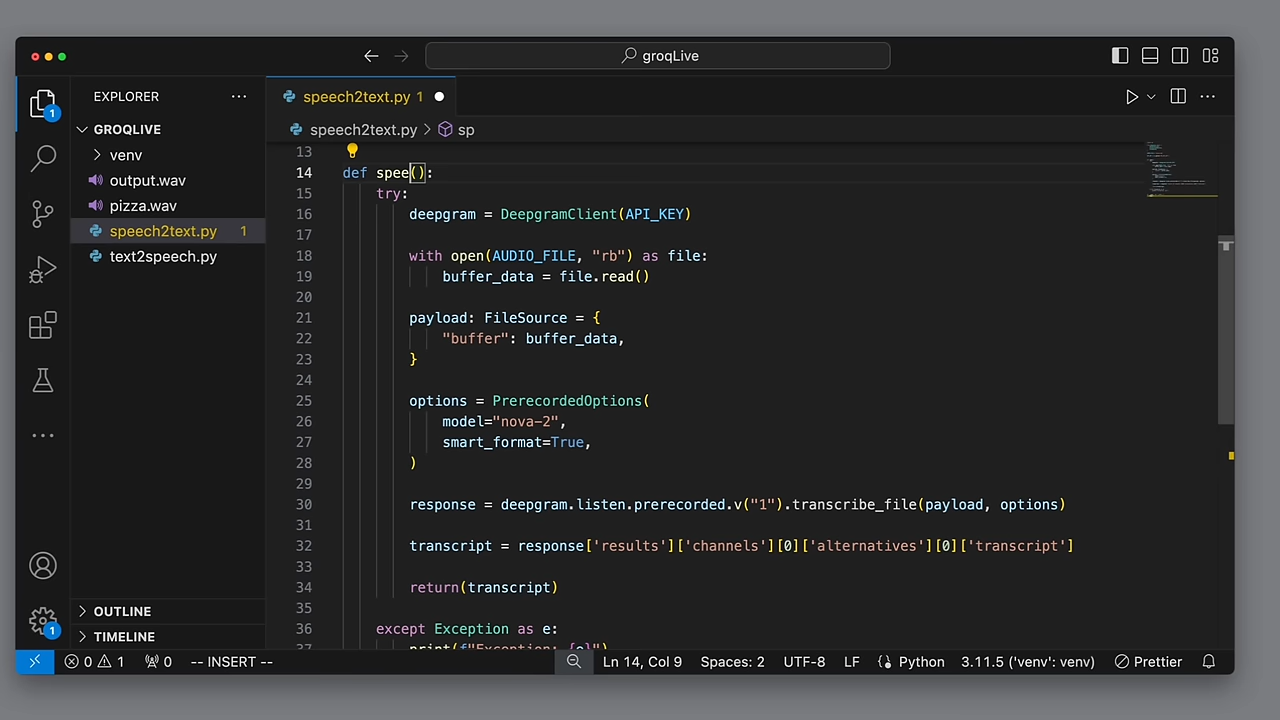 groqLive
EXPLORER
GROQLIVE
venv
output.wav
pizza.wav
speech2text.py 1
text2speech.py
OUTLINE
TIMELINE
1
1
speech2text.py 1
speech2text.py > sp
13
14 def spee():
15 try:
16 deepgram = DeepgramClient(API_KEY)
17
18 with open(AUDIO_FILE, "rb") as file:
19 buffer_data = file.read()
20
21 payload: FileSource = {
22 "buffer": buffer_data,
23 }
24
25 options = PrerecordedOptions(
26 model="nova-2",
27 smart_format=True,
28 )
29
30 response = deepgram.listen.prerecorded.v("1").transcribe_file(payload, options)
31
32 transcript = response['results']['channels'][0]['alternatives'][0]['transcript']
33
34 return(transcript)
35
36 except Exception as e:
37 print(f"Exception: {e}")
0 1 0 -- INSERT -- Ln 14, Col 9 Spaces: 2 UTF-8 LF Python 3.11.5 ('venv': venv) Prettier